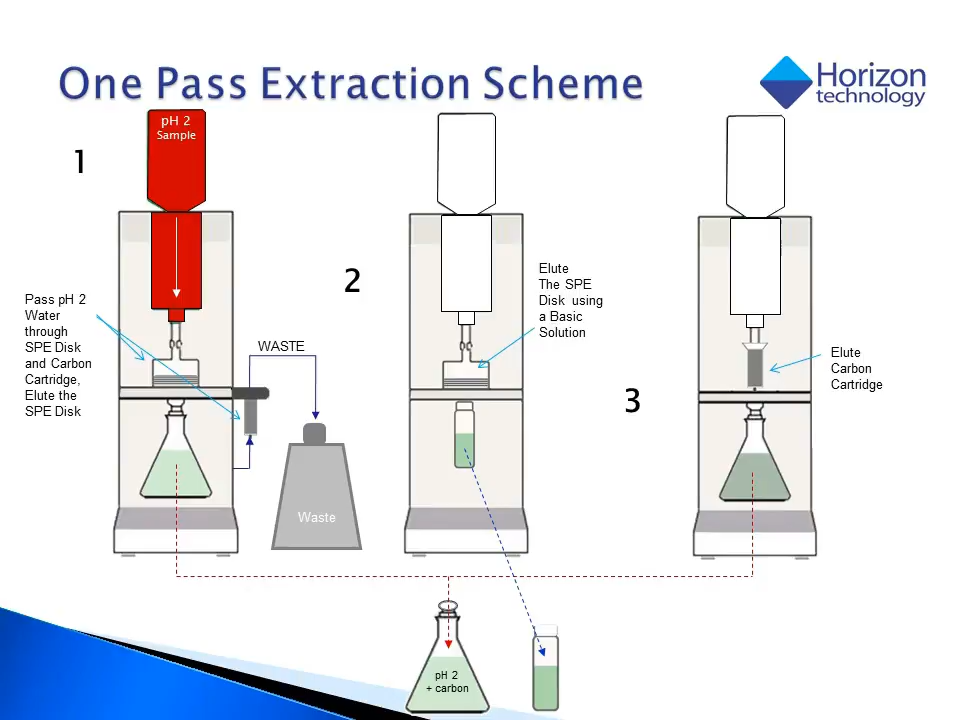 One Pass Extraction Scheme
Horizon
technology
pH 2
Sample
1
2
Elute
The SPE
Disk using
a Basic
Solution
Pass pH 2
Water
through
SPE Disk
and Carbon
Cartridge,
Elute the
SPE Disk
WASTE
Elute
Carbon
Cartridge
3
Waste
pH 2
+ carbon